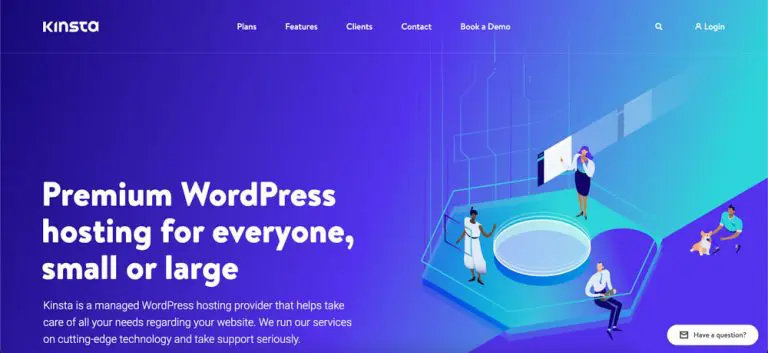 Kinsta
Plans
Features
Clients
Contact
Book a Demo
Login
Premium WordPress
hosting for everyone,
small or large
Kinsta is a managed WordPress hosting provider that helps take
care of all your needs regarding your website. We run our services
on cutting-edge technology and take support seriously.
Have a question?